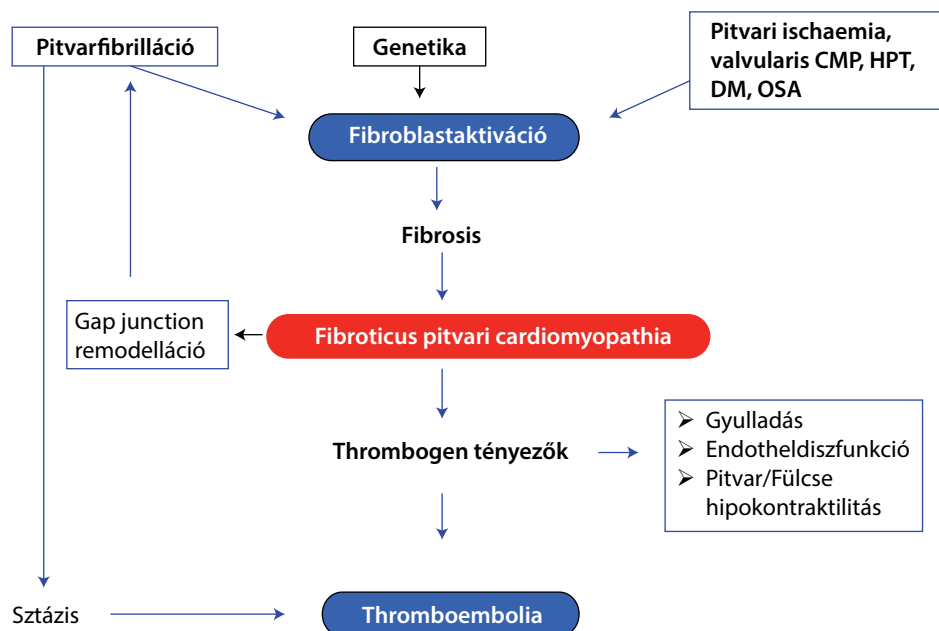 Pitvarfibrilláció
Genetika
Pitvari ischaemia,
valvularis CMP, HPT,
DM, OSA
Fibroblastaktiváció
Fibrosis
Gap junction
remodelláció
Fibroticus pitvari cardiomyopathia
Thrombogen tényezők
➢ Gyulladás
➢ Endotheldiszfunkció
➢ Pitvar/Fülcse
hipokontraktilitás
Sztázis
Thromboembolia